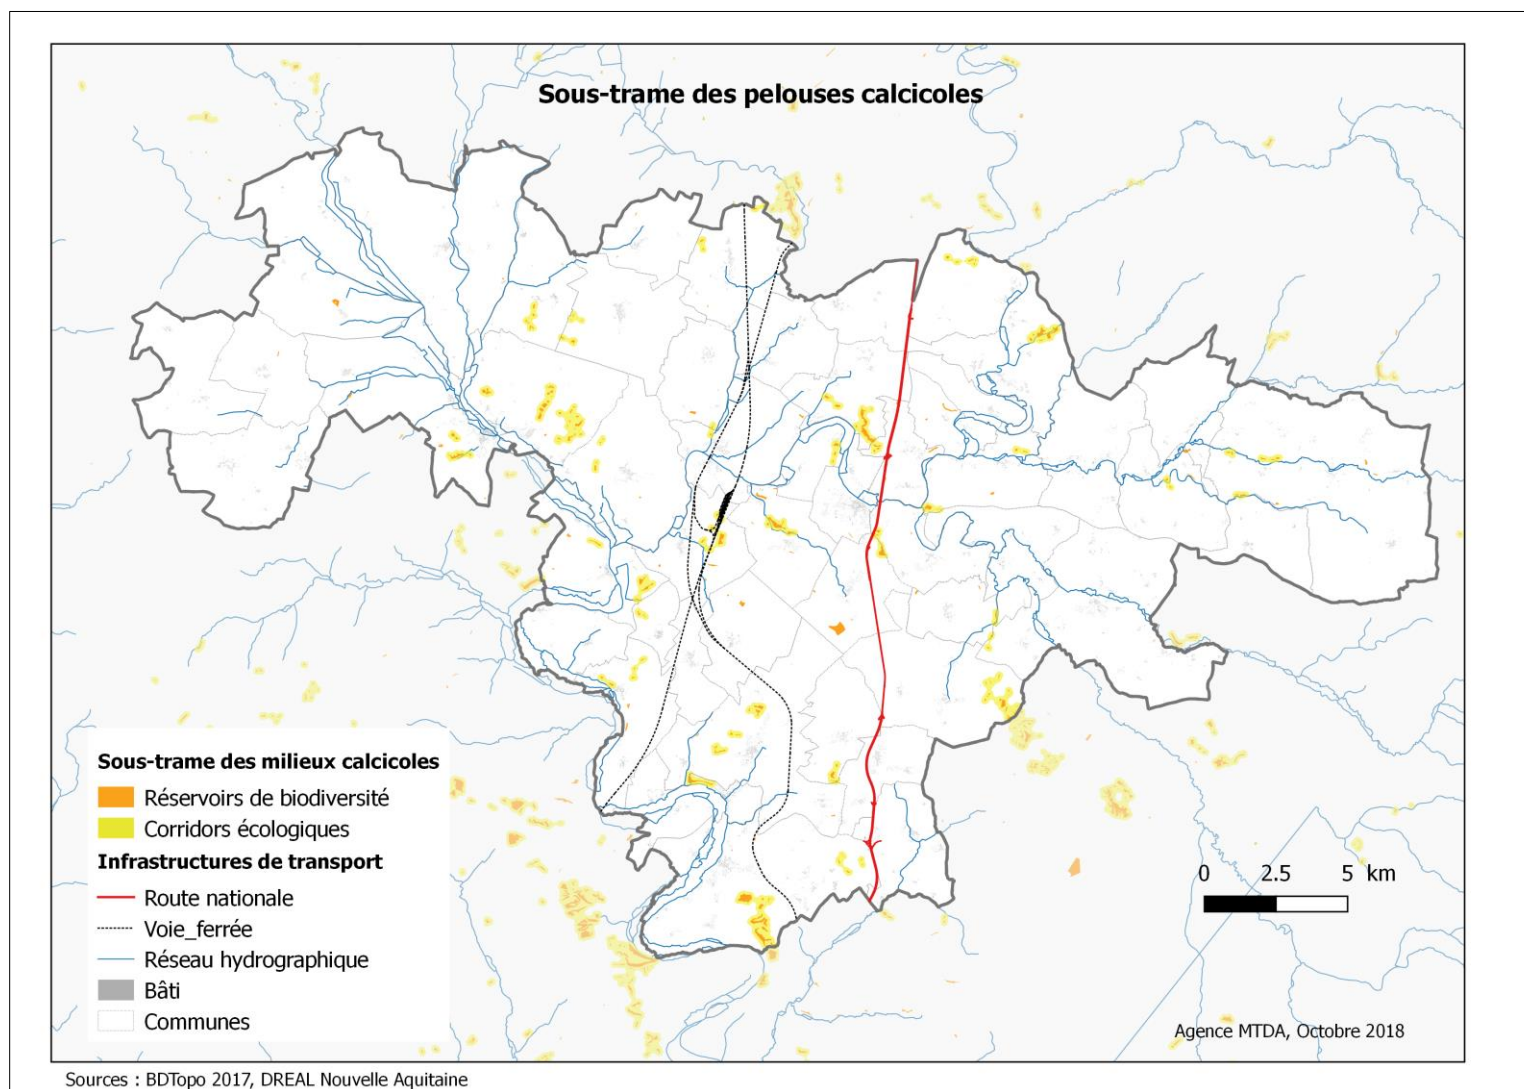 Sous-trame des pelouses calcicoles
Sous-trame des milieux calcicoles
Réservoirs de biodiversité
Corridors écologiques
Infrastructures de transport
Route nationale
Voie_ferrée
Réseau hydrographique
Bâti
Communes
0 2.5 5 km
Agence MTDA, Octobre 2018
Sources : BDTopo 2017, DREAL Nouvelle Aquitaine